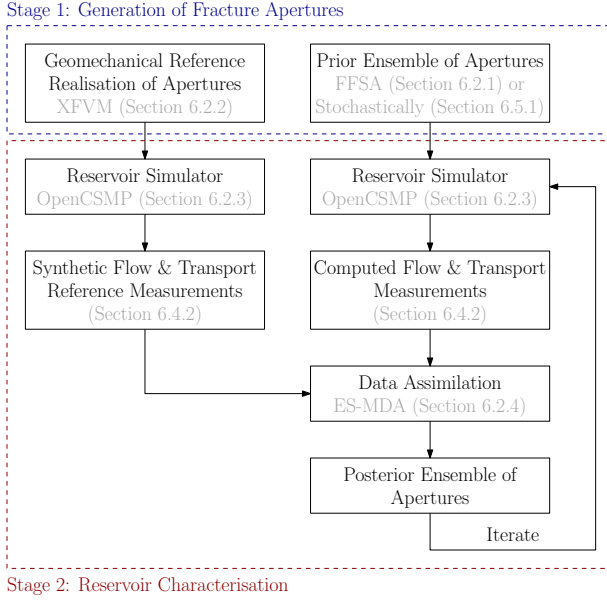 Stage 1: Generation of Fracture Apertures
Geomechanical Reference
Realisation of Apertures
XFVM (Section 6.2.2)
Prior Ensemble of Apertures
FFSA (Section 6.2.1) or
Stochastically (Section 6.5.1)
Reservoir Simulator
OpenCSMP (Section 6.2.3)
Reservoir Simulator
OpenCSMP (Section 6.2.3)
Synthetic Flow & Transport
Reference Measurements
(Section 6.4.2)
Computed Flow & Transport
Measurements
(Section 6.4.2)
Data Assimilation
ES-MDA (Section 6.2.4)
Posterior Ensemble of
Apertures
Iterate
Stage 2: Reservoir Characterisation